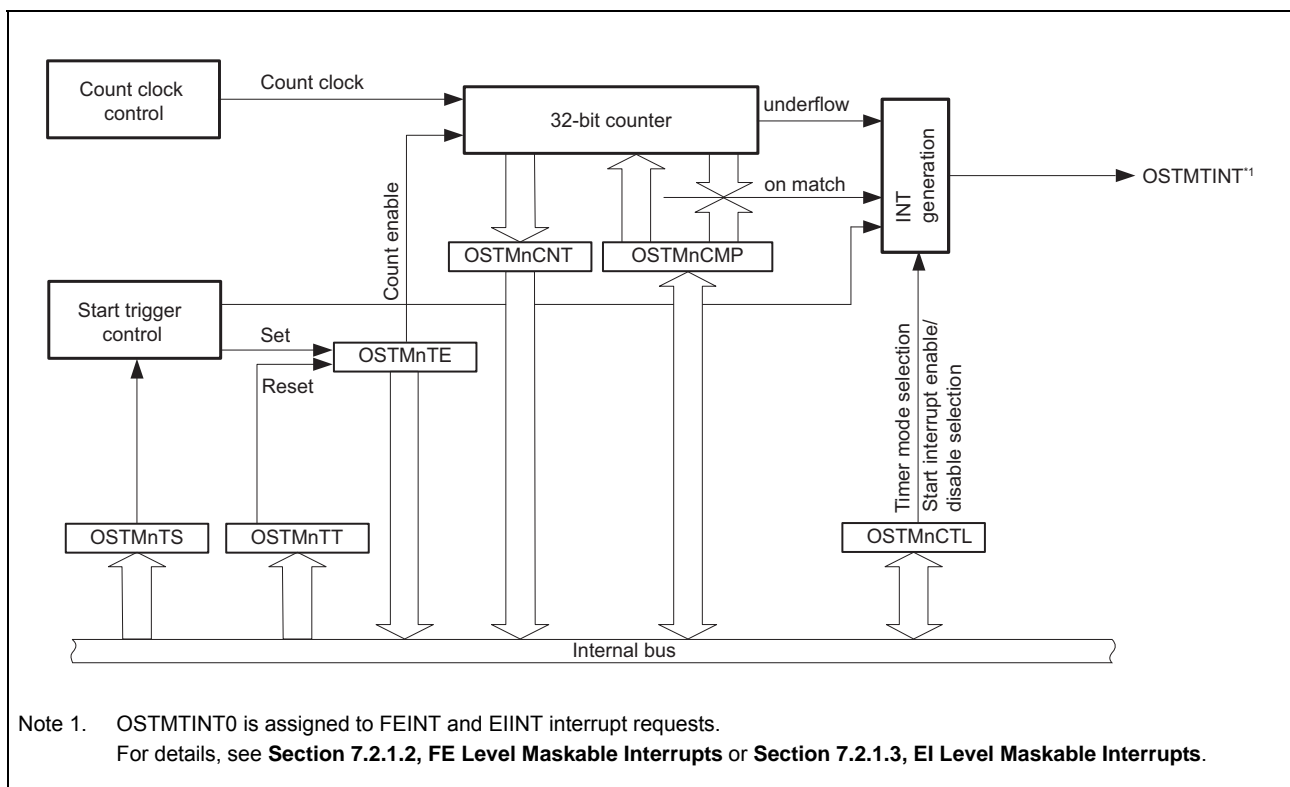 Count clock
control
Count clock
32-bit counter
underflow
INT
generation
OSTMTINT*1
on match
Count enable
OSTMnCNT
OSTMnCMP
Start trigger
control
Set
OSTMnTE
Reset
Timer mode selection
Start interrupt enable/
disable selection
OSTMnTS
OSTMnTT
OSTMnCTL
Internal bus
Note 1. OSTMTINT0 is assigned to FEINT and EIINT interrupt requests.
For details, see Section 7.2.1.2, FE Level Maskable Interrupts or Section 7.2.1.3, EI Level Maskable Interrupts.